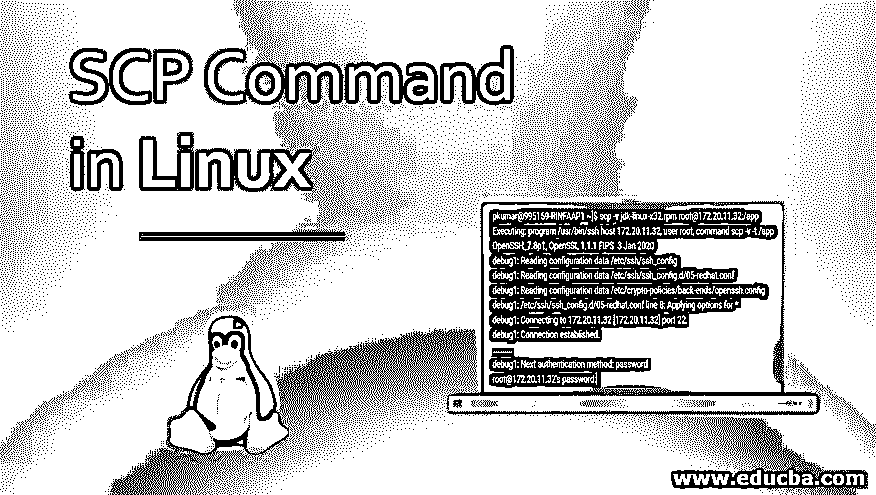 SCP Command
in Linux
pkumar@995169-RINFAAP1 ~]$ scp -v jdk-linux-x32.rpm root@172.20.11.32:/app
Executing: program /usr/bin/ssh host 172.20.11.32, user root, command scp -v -t /app
OpenSSH_7.8p1, OpenSSL 1.1.1 FIPS 3 Jan 2020
debug1: Reading configuration data /etc/ssh/ssh_config
debug1: Reading configuration data /etc/ssh/ssh_config.d/05-redhat.conf
debug1: Reading configuration data /etc/crypto-policies/back-ends/openssh.config
debug1: /etc/ssh/ssh_config.d/05-redhat.conf line 8: Applying options for *
debug1: Connecting to 172.20.11.32 [172.20.11.32] port 22.
debug1: Connection established.
debug1: Next authentication method: password
root@172.20.11.32's password:
www.educba.com